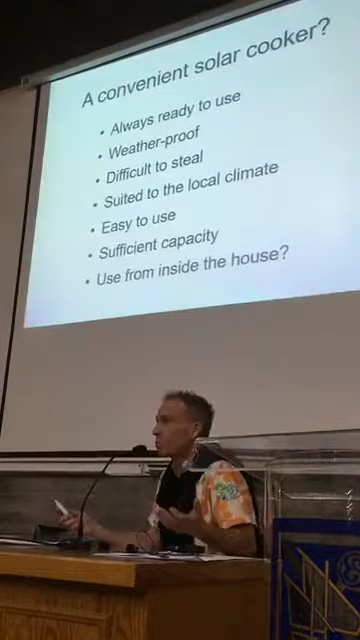 A convenient solar cooker?
• Always ready to use
• Weather-proof
• Difficult to steal
• Suited to the local climate
• Easy to use
• Sufficient capacity
• Use from inside the house?